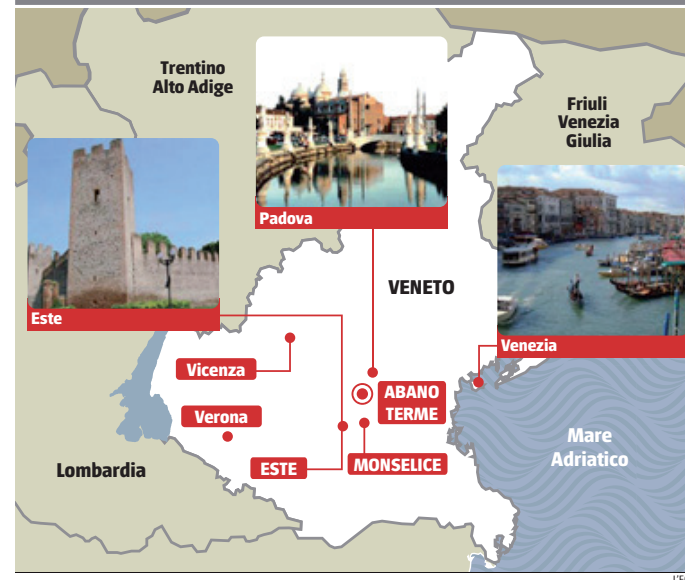 Trentino
Alto Adige
Friuli
Venezia
Giulia
Padova
VENETO
Este
Venezia
Vicenza
ABANO
TERME
Verona
Mare
Adriatico
Lombardia
ESTE
MONSELICE